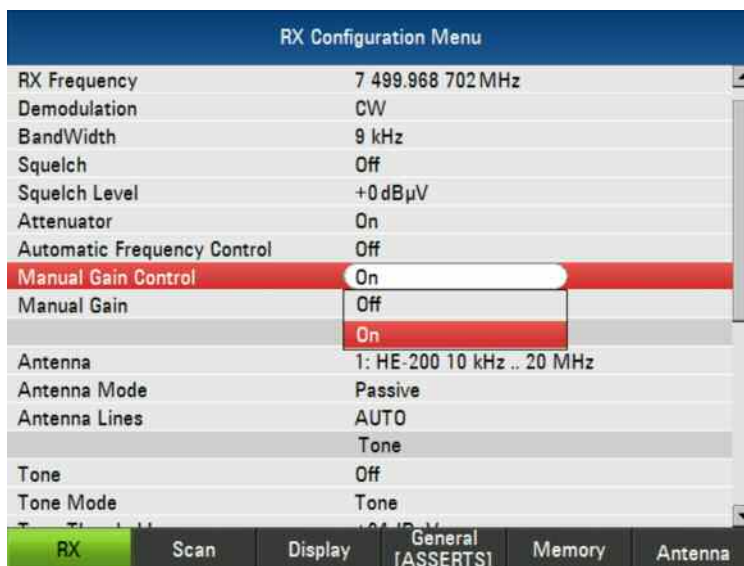 RX Configuration Menu
RX Frequency 7 499.968 702 MHz
Demodulation CW
BandWidth 9 kHz
Squelch Off
Squelch Level +0 dBµV
Attenuator On
Automatic Frequency Control Off
Manual Gain Control On
Manual Gain Off
On
Antenna 1: HE-200 10 kHz .. 20 MHz
Antenna Mode Passive
Antenna Lines AUTO
Tone
Tone Off
Tone Mode Tone
RX Scan Display General [ASSERTS] Memory Antenna